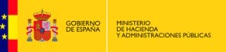 GOBIERNO
DE ESPAÑA
MINISTERIO
DE HACIENDA
Y ADMINISTRACIONES PÚBLICAS